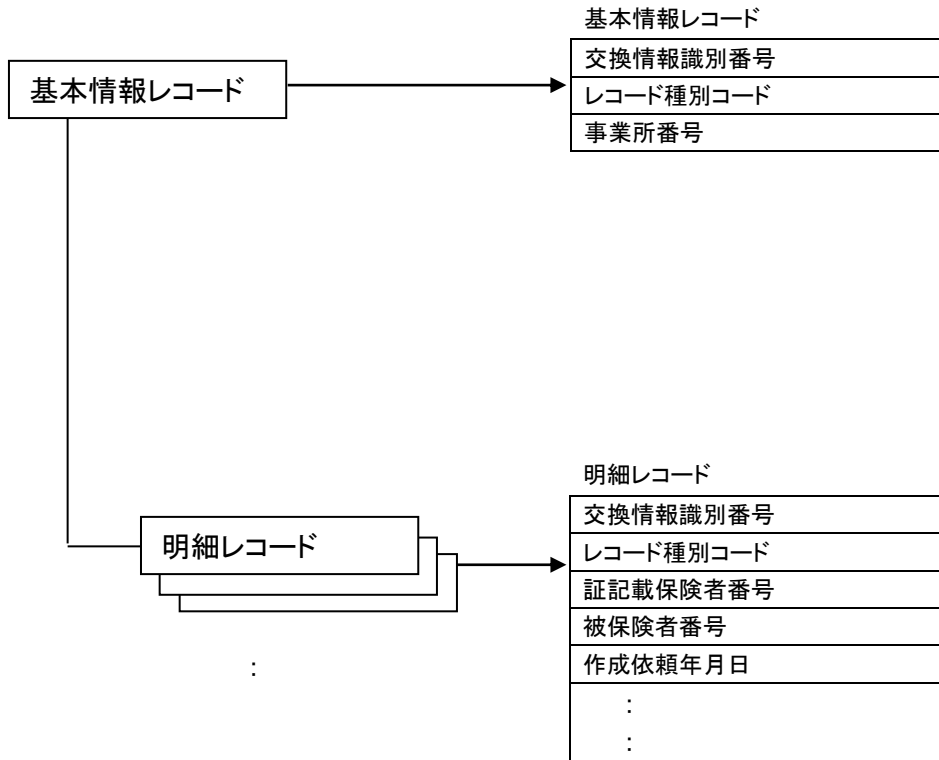 基本情報レコード
基本情報レコード
交換情報識別番号
レコード種別コード
事業所番号
明細レコード
明細レコード
交換情報識別番号
レコード種別コード
証記載保険者番号
被保険者番号
作成依頼年月日
:
:
: